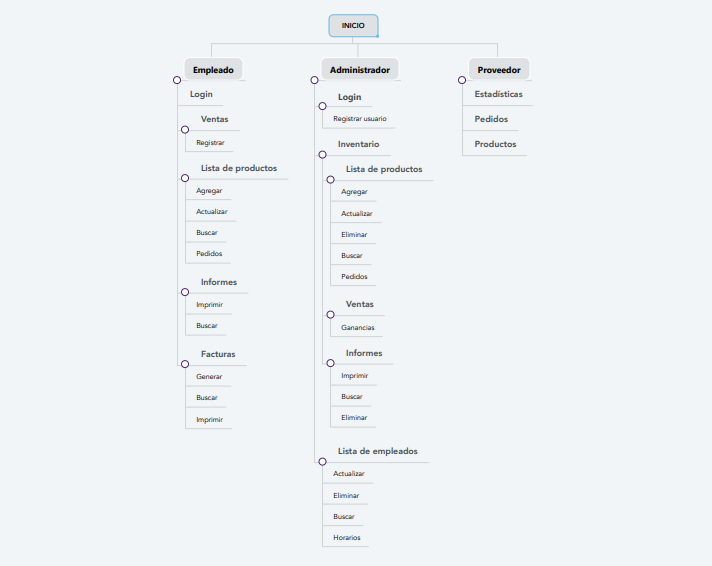 INICIO
Empleado
Login
Ventas
Registrar
Lista de productos
Agregar
Actualizar
Buscar
Pedidos
Informes
Imprimir
Buscar
Facturas
Generar
Buscar
Imprimir
Administrador
Login
Registrar usuario
Inventario
Lista de productos
Agregar
Actualizar
Eliminar
Buscar
Pedidos
Ventas
Ganancias
Informes
Imprimir
Buscar
Eliminar
Lista de empleados
Actualizar
Eliminar
Buscar
Horarios
Proveedor
Estadísticas
Pedidos
Productos